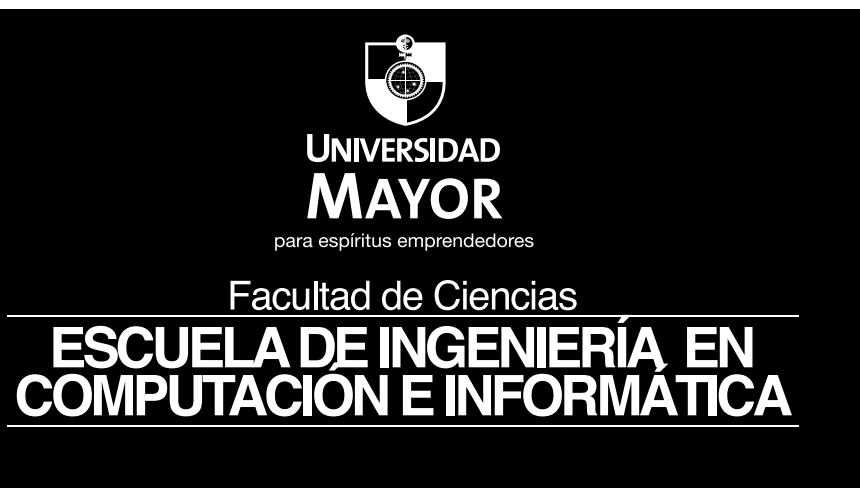 UNIVERSIDAD
MAYOR
para espíritus emprendedores
Facultad de Ciencias
ESCUELA DE INGENIERÍA EN
COMPUTACIÓN E INFORMÁTICA